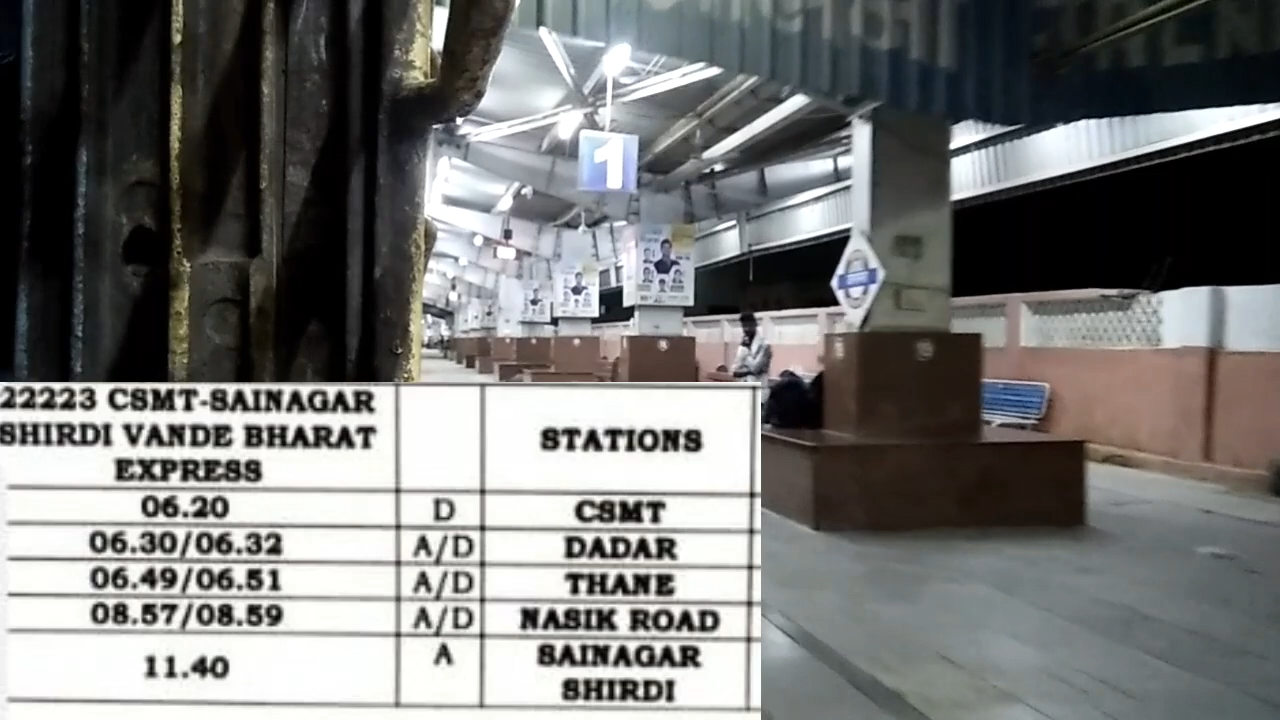 1
22223 CSMT-SAINAGAR
SHIRDI VANDE BHARAT
EXPRESS
STATIONS
06.20 D CSMT
06.30/06.32 A/D DADAR
06.49/06.51 A/D THANE
08.57/08.59 A/D NASIK ROAD
11.40 A SAINAGAR
SHIRDI